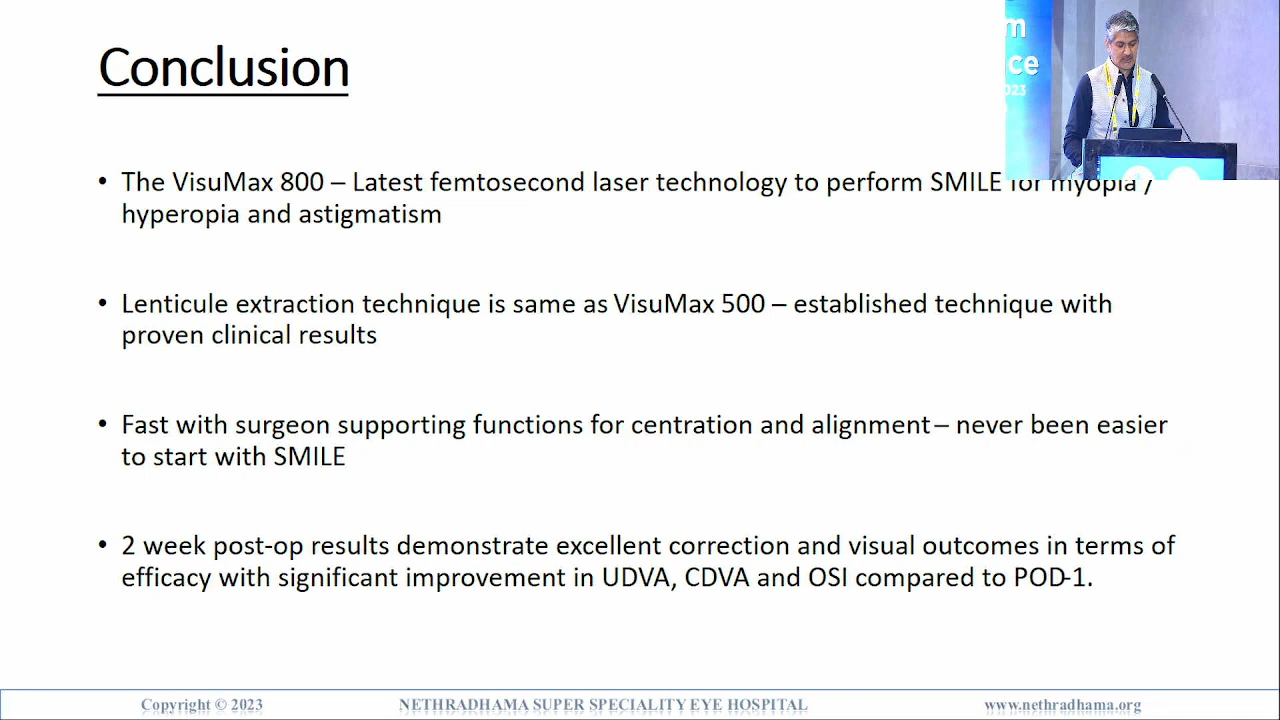 Conclusion
m
ce
023
• The VisuMax 800 – Latest femtosecond laser technology to perform SMILE for myopia /
hyperopia and astigmatism
• Lenticule extraction technique is same as VisuMax 500 – established technique with
proven clinical results
• Fast with surgeon supporting functions for centration and alignment – never been easier
to start with SMILE
• 2 week post-op results demonstrate excellent correction and visual outcomes in terms of
efficacy with significant improvement in UDVA, CDVA and OSI compared to POD-1.
Copyright © 2023 NETHRADHAMA SUPER SPECIALITY EYE HOSPITAL www.nethradhama.org